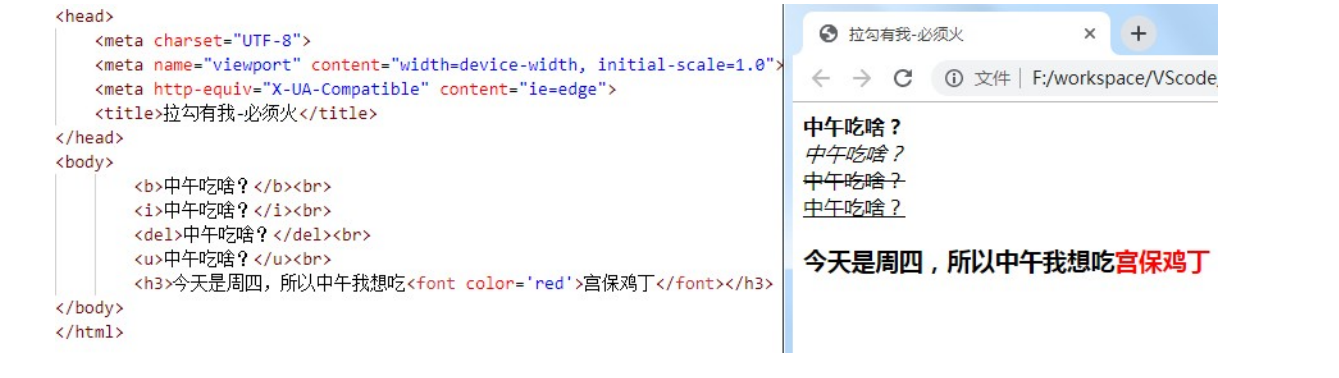 <head>
<meta charset="UTF-8">
<meta name="viewport" content="width=device-width, initial-scale=1.0">
<meta http-equiv="X-UA-Compatible" content="ie=edge">
<title>拉勾有我-必须火</title>
</head>
<body>
<b>中午吃啥？</b><br>
<i>中午吃啥？</i><br>
<del>中午吃啥？</del><br>
<u>中午吃啥？</u><br>
<h3>今天是周四，所以中午我想吃<font color='red'>宫保鸡丁</font></h3>
</body>
</html>
拉勾有我-必须火
文件 | F:/workspace/VScode
中午吃啥？
中午吃啥？
中午吃啥？
中午吃啥？
今天是周四，所以中午我想吃宫保鸡丁